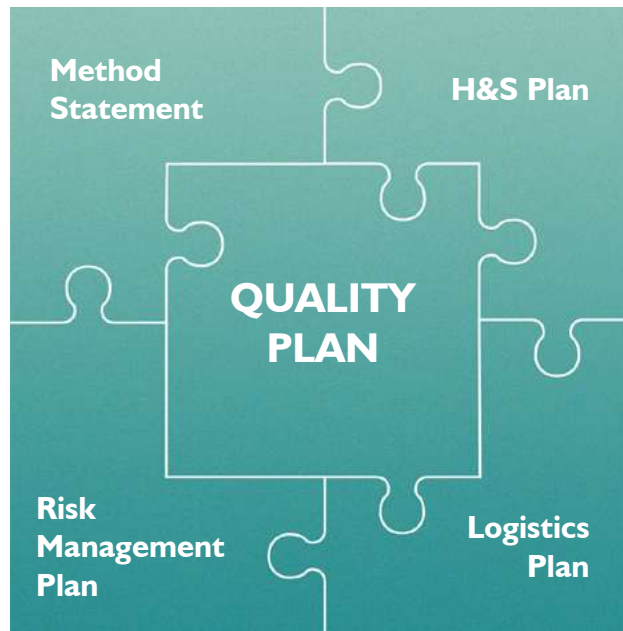 Method
Statement
H&S Plan
QUALITY
PLAN
Risk
Management
Plan
Logistics
Plan